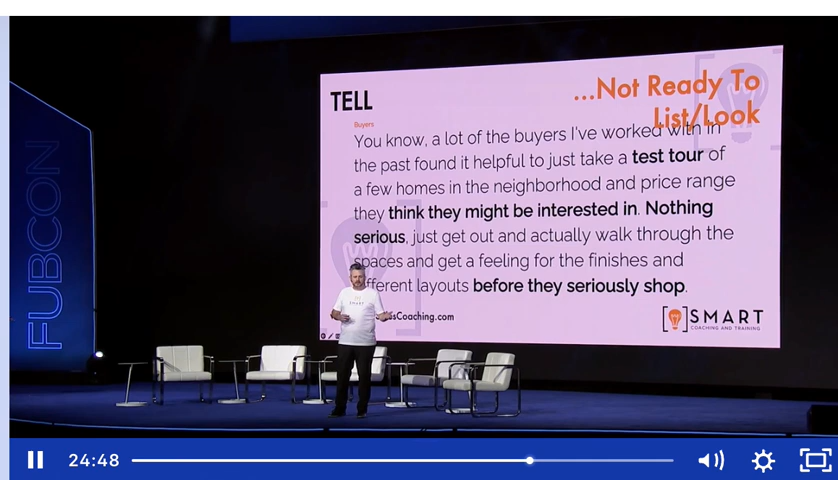 FUBCON
TELL
...Not Ready To
List/Look
Buyers
You know, a lot of the buyers I've worked with in
the past found it helpful to just take a test tour of
a few homes in the neighborhood and price range
they think they might be interested in. Nothing
serious, just get out and actually walk through the
spaces and get a feeling for the finishes and
different layouts before they seriously shop.
sCoaching.com
SMART
COACHING AND TRAINING
SMART
24:48